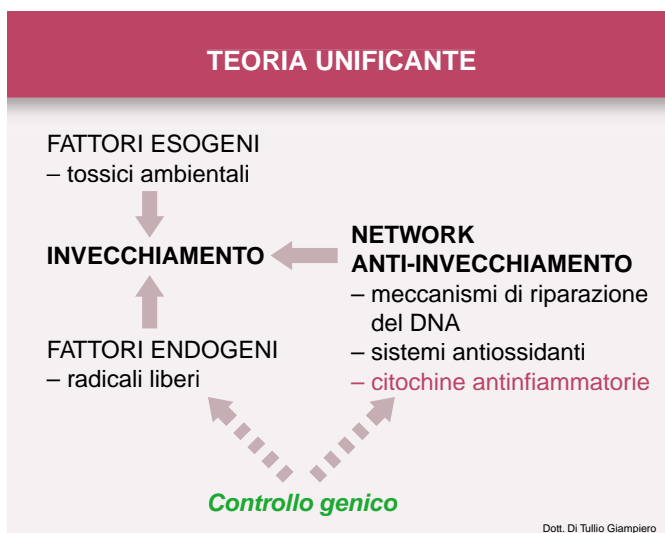 TEORIA UNIFICANTE
FATTORI ESOGENI
– tossici ambientali
INVECCHIAMENTO
NETWORK
ANTI-INVECCHIAMENTO
– meccanismi di riparazione
del DNA
– sistemi antiossidanti
– citochine antinfiammatorie
FATTORI ENDOGENI
– radicali liberi
Controllo genico
Dott. Di Tullio Giampiero